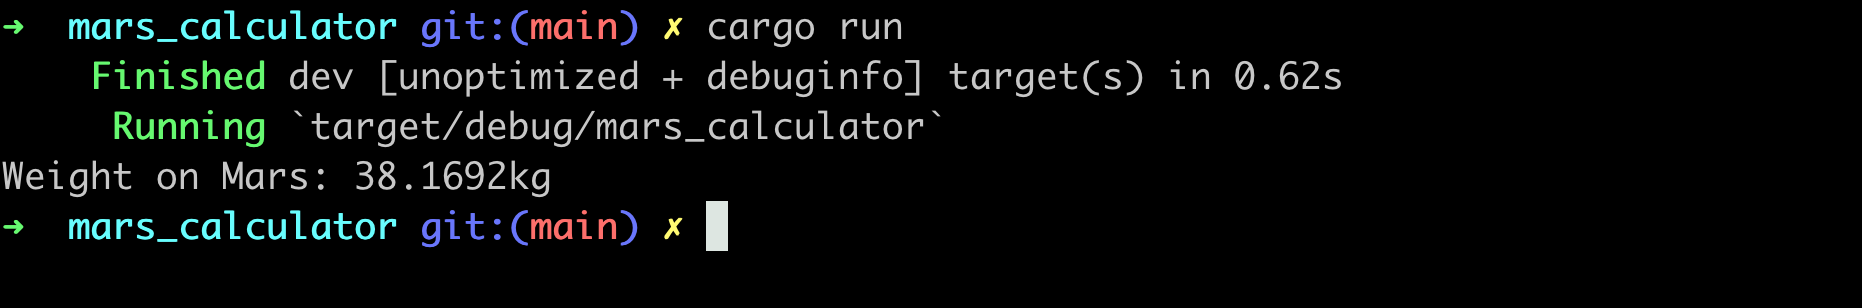 ➜  mars_calculator git:(main) ✗ cargo run
    Finished dev [unoptimized + debuginfo] target(s) in 0.62s
     Running `target/debug/mars_calculator`
Weight on Mars: 38.1692kg
➜  mars_calculator git:(main) ✗